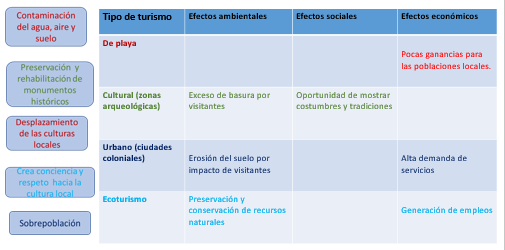 Contaminación
del agua, aire y
suelo
Preservación y
rehabilitación de
monumentos
históricos
Desplazamiento
de las culturas
locales
Crea conciencia y
respeto hacia la
cultura local
Sobrepoblación
Tipo de turismo
Efectos ambientales
Efectos sociales
Efectos económicos
De playa
Pocas ganancias para
las poblaciones locales.
Cultural (zonas
arqueológicas)
Exceso de basura por
visitantes
Oportunidad de mostrar
costumbres y tradiciones
Urbano (ciudades
coloniales)
Erosión del suelo por
impacto de visitantes
Alta demanda de
servicios
Ecoturismo
Preservación y
conservación de recursos
naturales
Generación de empleos